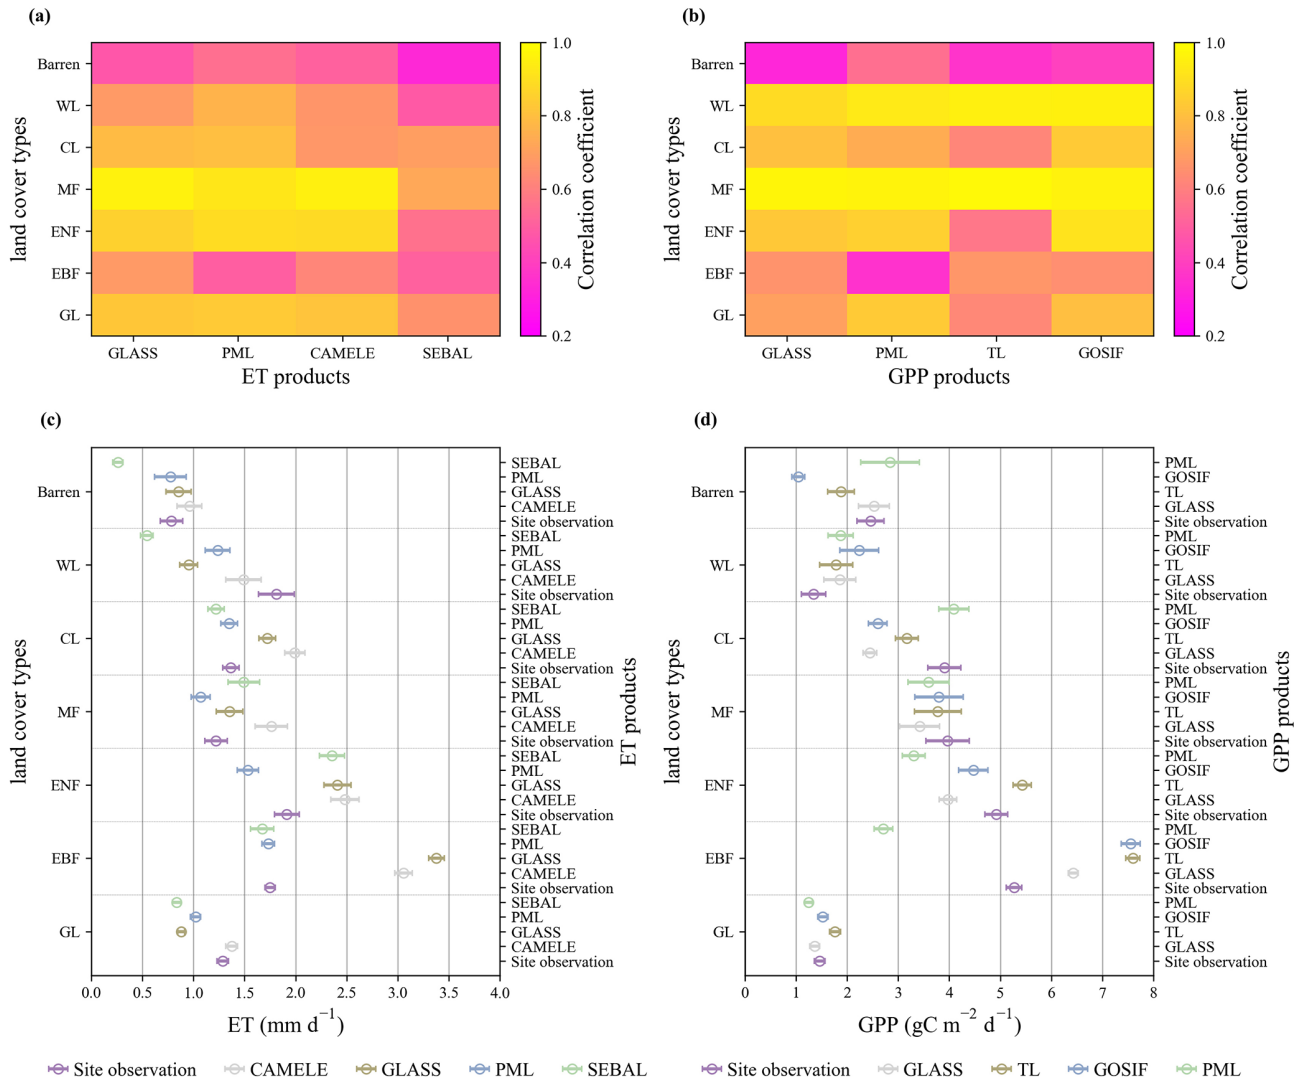 (a)
Barren
WL
CL
MF
ENF
EBF
GL
land cover types
GLASS PML CAMELE SEBAL
ET products
1.0
0.8
0.6
0.4
0.2
Correlation coefficient
(b)
Barren
WL
CL
MF
ENF
EBF
GL
land cover types
GLASS PML TL GOSIF
GPP products
1.0
0.8
0.6
0.4
0.2
Correlation coefficient
(c)
land cover types
Barren
WL
CL
MF
ENF
EBF
GL
SEBAL
PML
GLASS
CAMELE
Site observation
SEBAL
PML
GLASS
CAMELE
Site observation
SEBAL
PML
GLASS
CAMELE
Site observation
SEBAL
PML
GLASS
CAMELE
Site observation
SEBAL
PML
GLASS
CAMELE
Site observation
SEBAL
PML
GLASS
CAMELE
Site observation
SEBAL
PML
GLASS
CAMELE
Site observation
ET products
0.0 0.5 1.0 1.5 2.0 2.5 3.0 3.5 4.0
ET (mm d⁻¹)
(d)
land cover types
Barren
WL
CL
MF
ENF
EBF
GL
PML
GOSIF
TL
GLASS
Site observation
PML
GOSIF
TL
GLASS
Site observation
PML
GOSIF
TL
GLASS
Site observation
PML
GOSIF
TL
GLASS
Site observation
PML
GOSIF
TL
GLASS
Site observation
PML
GOSIF
TL
GLASS
Site observation
PML
GOSIF
TL
GLASS
Site observation
GPP products
0 1 2 3 4 5 6 7 8
GPP (gC m⁻² d⁻¹)
Site observation CAMELE GLASS PML SEBAL
Site observation GLASS TL GOSIF PML